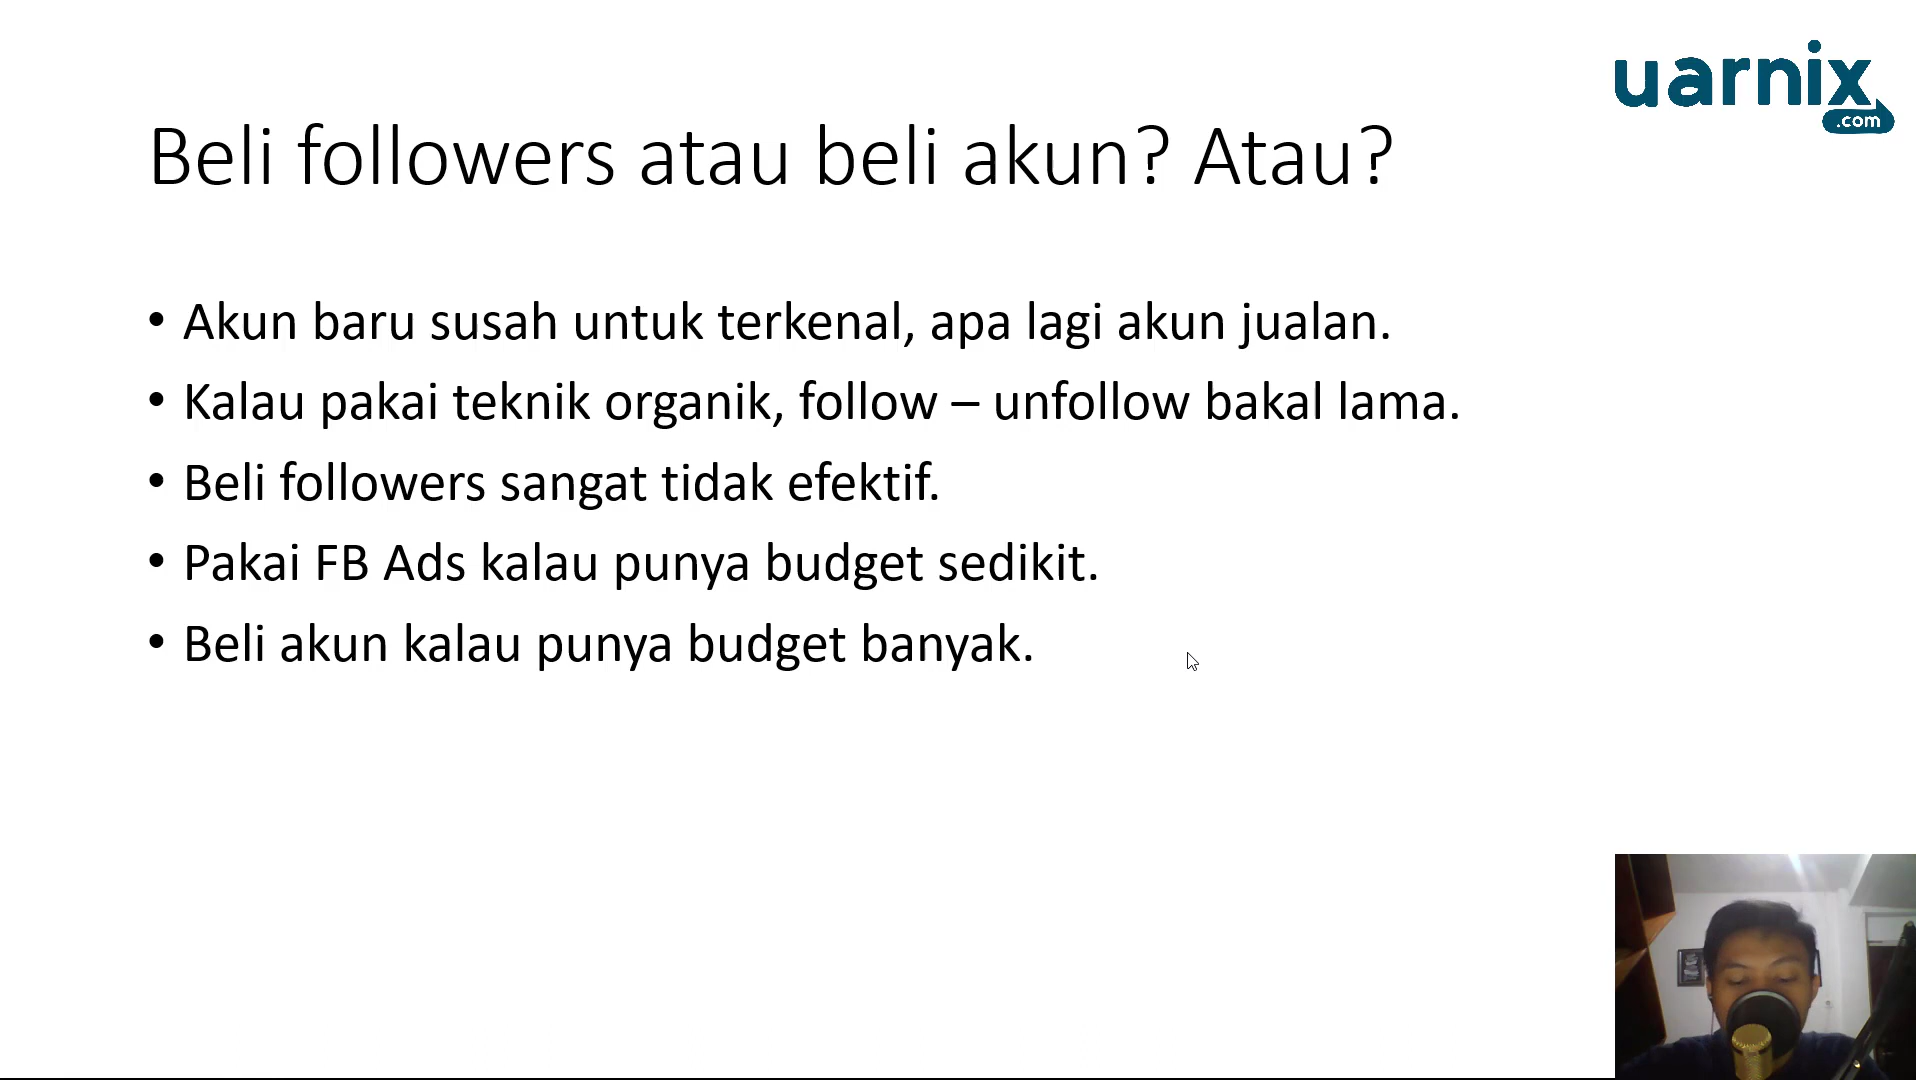 uarnix
.com
Beli followers atau beli akun? Atau?
• Akun baru susah untuk terkenal, apa lagi akun jualan.
• Kalau pakai teknik organik, follow – unfollow bakal lama.
• Beli followers sangat tidak efektif.
• Pakai FB Ads kalau punya budget sedikit.
• Beli akun kalau punya budget banyak.